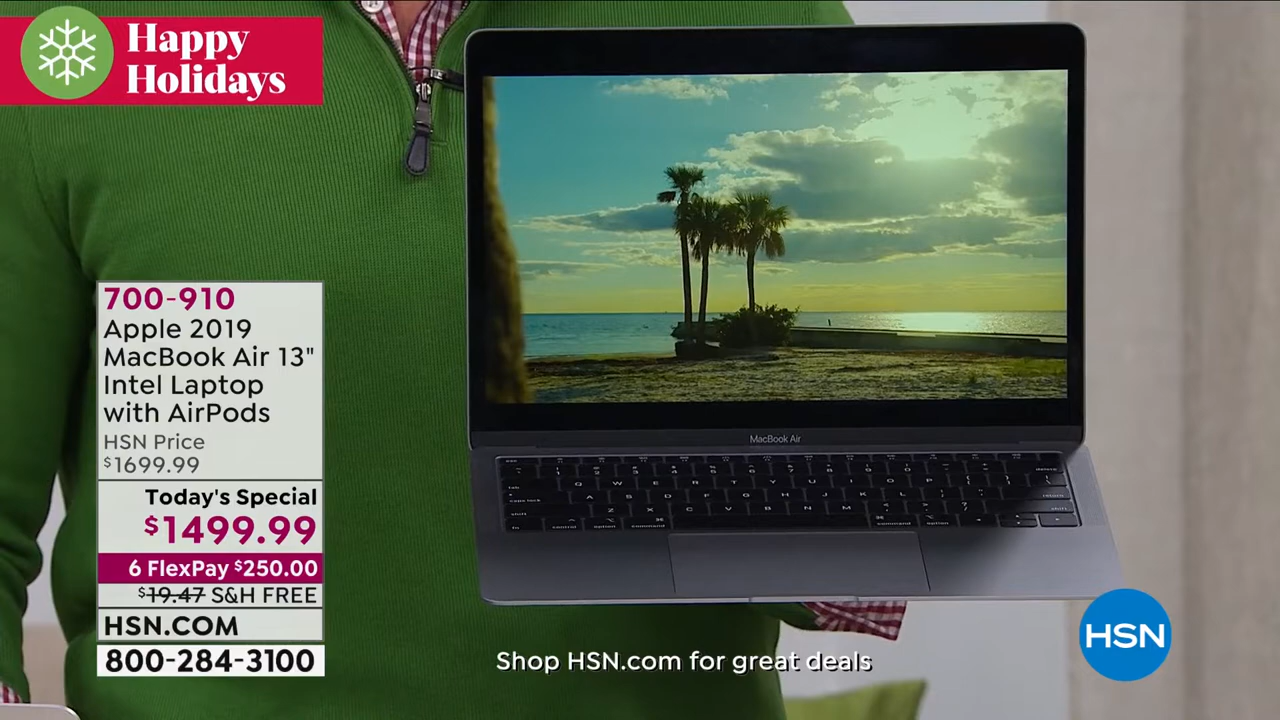 Happy
Holidays
700-910
Apple 2019
MacBook Air 13"
Intel Laptop
with AirPods
HSN Price
$1699.99
Today's Special
$1499.99
6 FlexPay $250.00
$19.47 S&H FREE
HSN.COM
800-284-3100
MacBook Air
Q W E R T Y U I O P
A S D F G H J K L
Z X C V B N M
Shop HSN.com for great deals
HSN